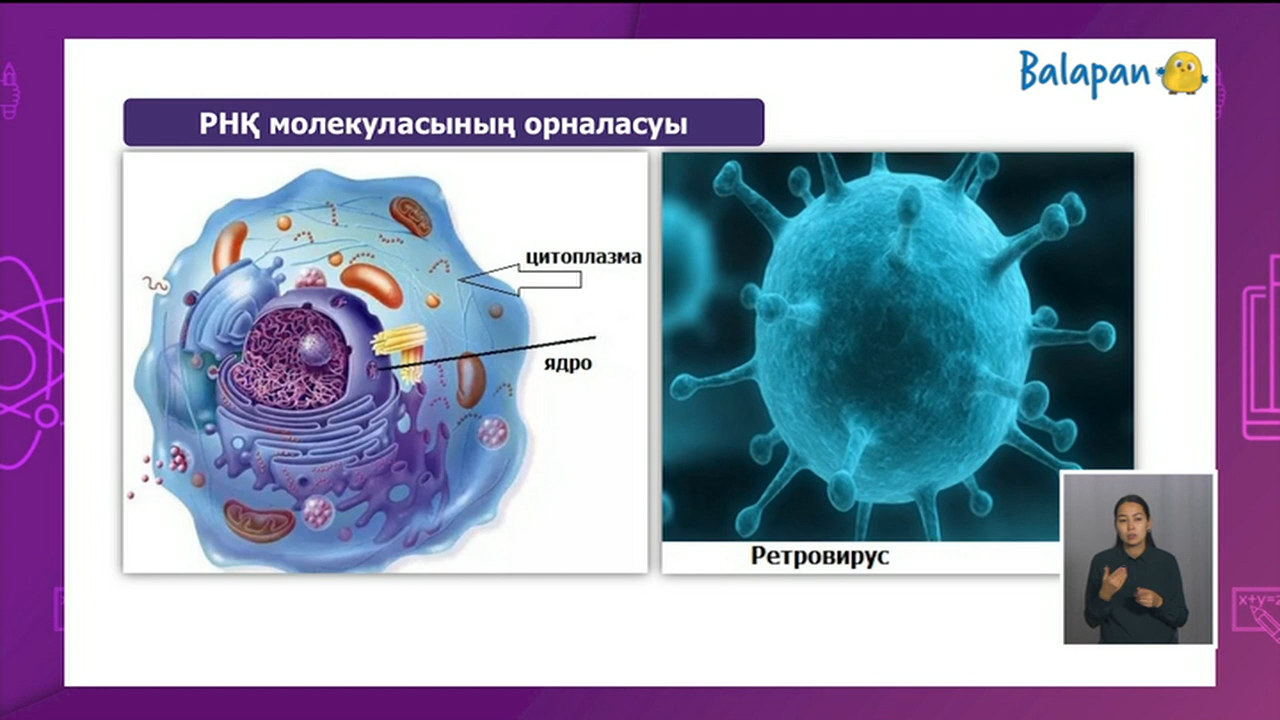 Balapan
РНҚ молекуласының орналасуы
цитоплазма
ядро
Ретровирус
x+y=